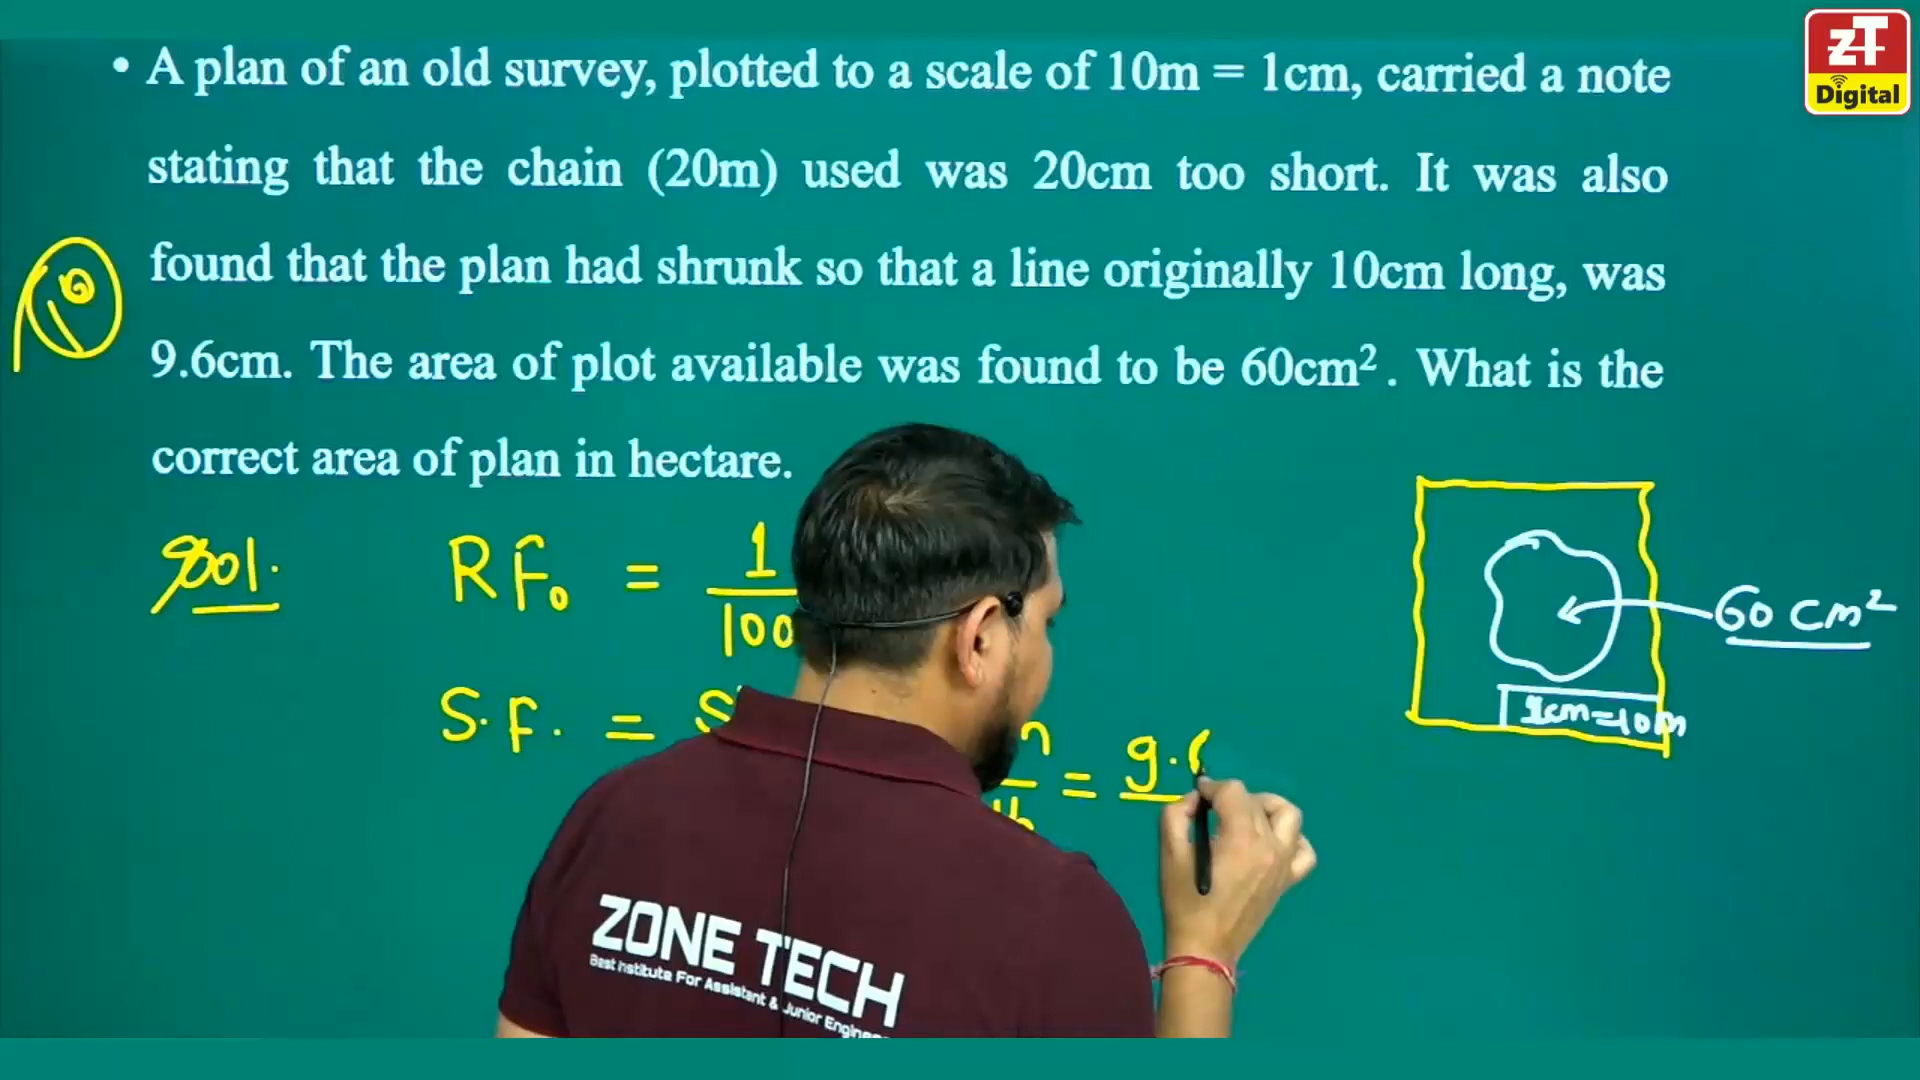 • A plan of an old survey, plotted to a scale of 10m = 1cm, carried a note
stating that the chain (20m) used was 20cm too short. It was also
found that the plan had shrunk so that a line originally 10cm long, was
9.6cm. The area of plot available was found to be 60cm². What is the
correct area of plan in hectare.
Sol.
R F₀ = 1
100
S.F. = S
= 9.6
60 cm²
1cm=10m
ZONE TECH
Best Institute For Assistant & Junior Engineer
ZT
Digital